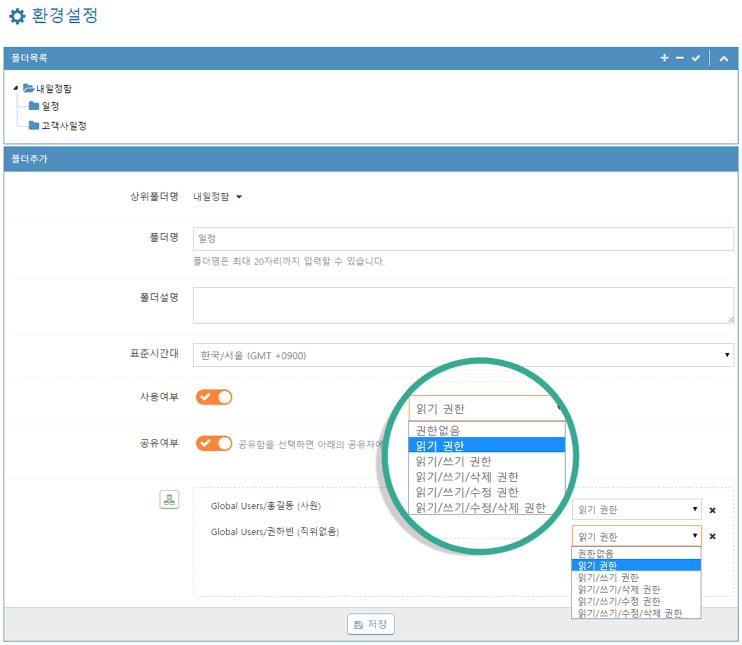 환경설정
폴더목록
내일정함
일정
고객사일정
폴더추가
상위폴더명 내일정함
폴더명 일정
폴더명은 최대 20자리까지 입력할 수 있습니다.
폴더설명
표준시간대 한국/서울 (GMT +0900)
사용여부
공유여부 공유함을 선택하면 아래의 공유자에
읽기 권한
권한없음
읽기 권한
읽기/쓰기 권한
읽기/쓰기/삭제 권한
읽기/쓰기/수정 권한
읽기/쓰기/수정/삭제 권한
Global Users/홍길동 (사원) 읽기 권한
Global Users/권하빈 (직위없음) 읽기 권한
권한없음
읽기 권한
읽기/쓰기 권한
읽기/쓰기/삭제 권한
읽기/쓰기/수정 권한
읽기/쓰기/수정/삭제 권한
저장